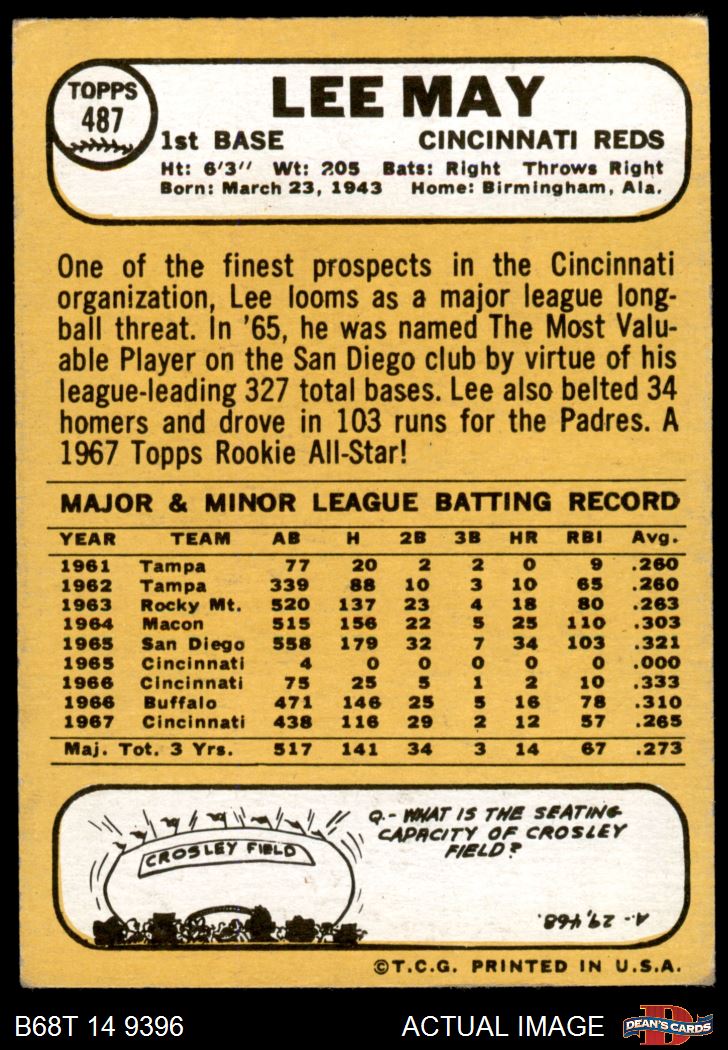 TOPPS
487
LEE MAY
1st BASE CINCINNATI REDS
Ht: 6'3" Wt: 205 Bats: Right Throws Right
Born: March 23, 1943 Home: Birmingham, Ala.
One of the finest prospects in the Cincinnati
organization, Lee looms as a major league long-
ball threat. In '65, he was named The Most Valu-
able Player on the San Diego club by virtue of his
league-leading 327 total bases. Lee also belted 34
homers and drove in 103 runs for the Padres. A
1967 Topps Rookie All-Star!
MAJOR & MINOR LEAGUE BATTING RECORD
YEAR TEAM AB H 2B 3B HR RBI Avg.
1961 Tampa 77 20 2 2 0 9 .260
1962 Tampa 339 88 10 3 10 65 .260
1963 Rocky Mt. 520 137 23 4 18 80 .263
1964 Macon 515 156 22 5 25 110 .303
1965 San Diego 558 179 32 7 34 103 .321
1965 Cincinnati 4 0 0 0 0 0 .000
1966 Cincinnati 75 25 5 1 2 10 .333
1966 Buffalo 471 146 25 5 16 78 .310
1967 Cincinnati 438 116 29 2 12 57 .265
Maj. Tot. 3 Yrs. 517 141 34 3 14 67 .273
CROSLEY FIELD
Q.- WHAT IS THE SEATING
CAPACITY OF CROSLEY
FIELD?
A- 29,468.
©T.C.G. PRINTED IN U.S.A.
B68T 14 9396 ACTUAL IMAGE D DEAN'S CARDS